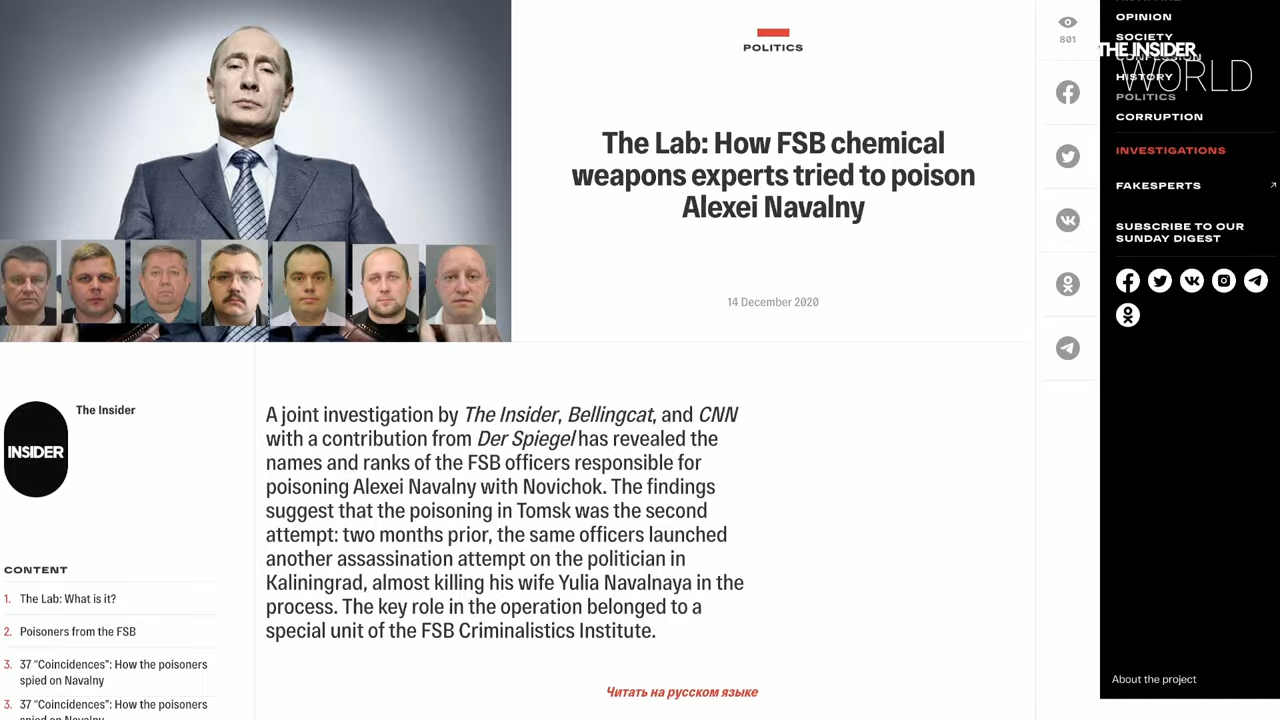 POLITICS
The Lab: How FSB chemical
weapons experts tried to poison
Alexei Navalny
14 December 2020
The Insider
INSIDER
CONTENT
1. The Lab: What is it?
2. Poisoners from the FSB
3. 37 “Coincidences”: How the poisoners
spied on Navalny
3. 37 “Coincidences”: How the poisoners
spied on Navalny
A joint investigation by The Insider, Bellingcat, and CNN
with a contribution from Der Spiegel has revealed the
names and ranks of the FSB officers responsible for
poisoning Alexei Navalny with Novichok. The findings
suggest that the poisoning in Tomsk was the second
attempt: two months prior, the same officers launched
another assassination attempt on the politician in
Kaliningrad, almost killing his wife Yulia Navalnaya in the
process. The key role in the operation belonged to a
special unit of the FSB Criminalistics Institute.
Читать на русском языке
801
OPINION
SOCIETY
THE INSIDER
CONFESSION
WORLD
HISTORY
POLITICS
CORRUPTION
INVESTIGATIONS
FAKESPERTS
SUBSCRIBE TO OUR
SUNDAY DIGEST
About the project